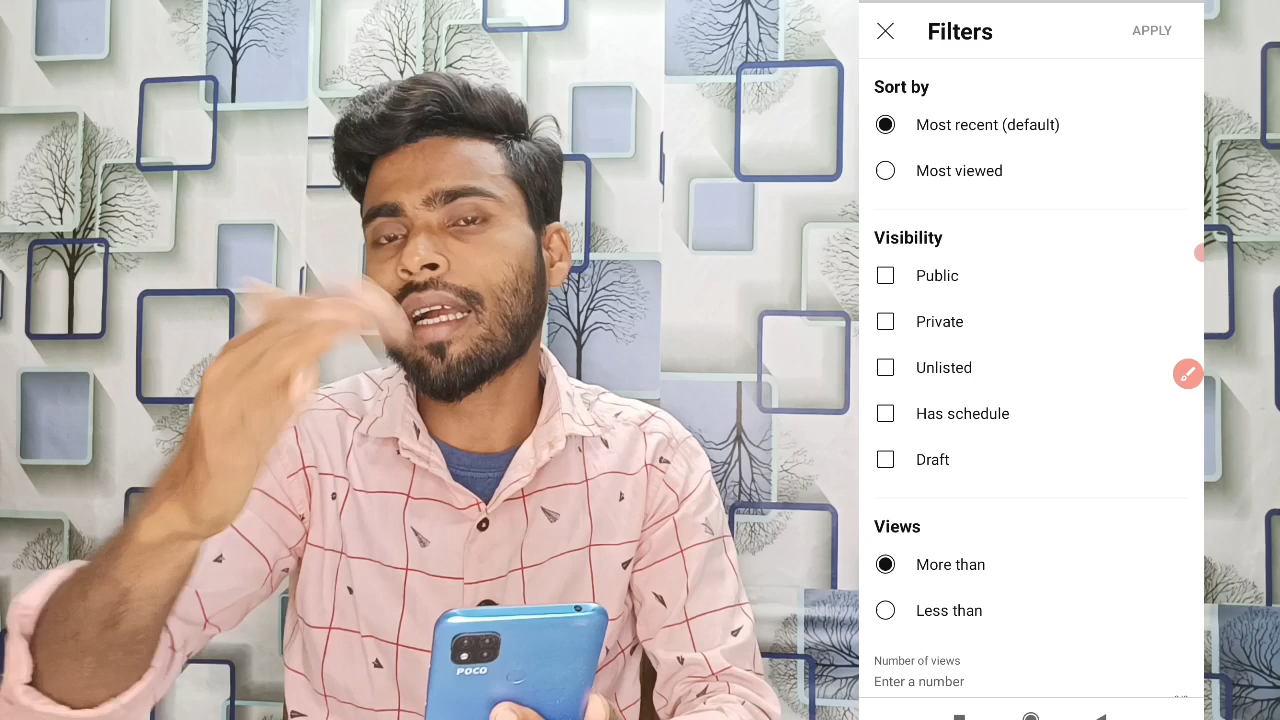 Filters
APPLY
Sort by
Most recent (default)
Most viewed
Visibility
Public
Private
Unlisted
Has schedule
Draft
Views
More than
Less than
Number of views
Enter a number
POCO